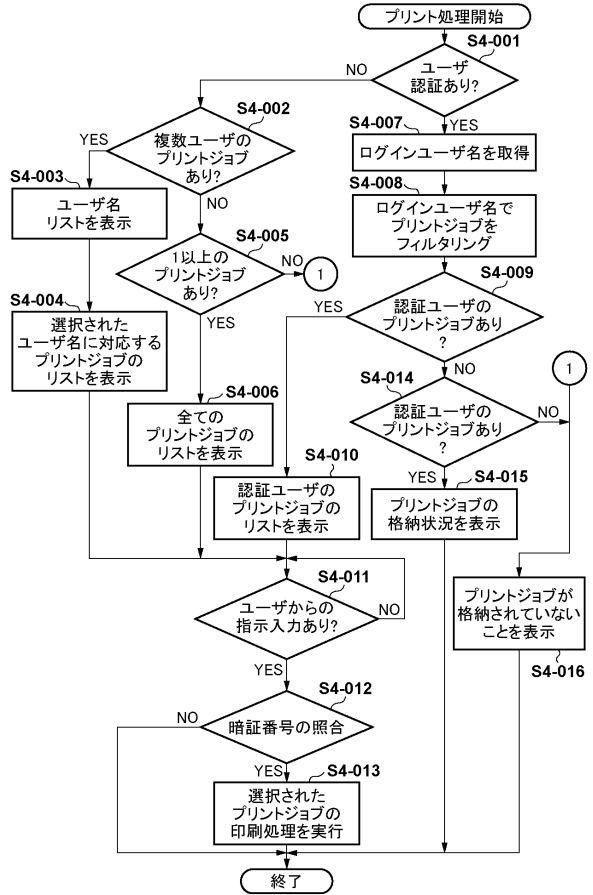 プリント処理開始
S4-001
ユーザ
認証あり?
NO
YES
S4-002
複数ユーザの
プリントジョブ
あり?
YES
NO
S4-003
ユーザ名
リストを表示
S4-004
選択された
ユーザ名に対応する
プリントジョブの
リストを表示
S4-005
1以上の
プリントジョブ
あり?
NO
1
YES
S4-006
全ての
プリントジョブの
リストを表示
S4-007
ログインユーザ名を取得
S4-008
ログインユーザ名で
プリントジョブを
フィルタリング
S4-009
認証ユーザの
プリントジョブあり
?
YES
NO
S4-010
認証ユーザの
プリントジョブの
リストを表示
S4-014
認証ユーザの
プリントジョブあり
?
NO
1
YES
S4-015
プリントジョブの
格納状況を表示
S4-011
ユーザからの
指示入力あり?
NO
YES
プリントジョブが
格納されていない
ことを表示
S4-016
S4-012
暗証番号の照合
NO
YES
S4-013
選択された
プリントジョブの
印刷処理を実行
終了